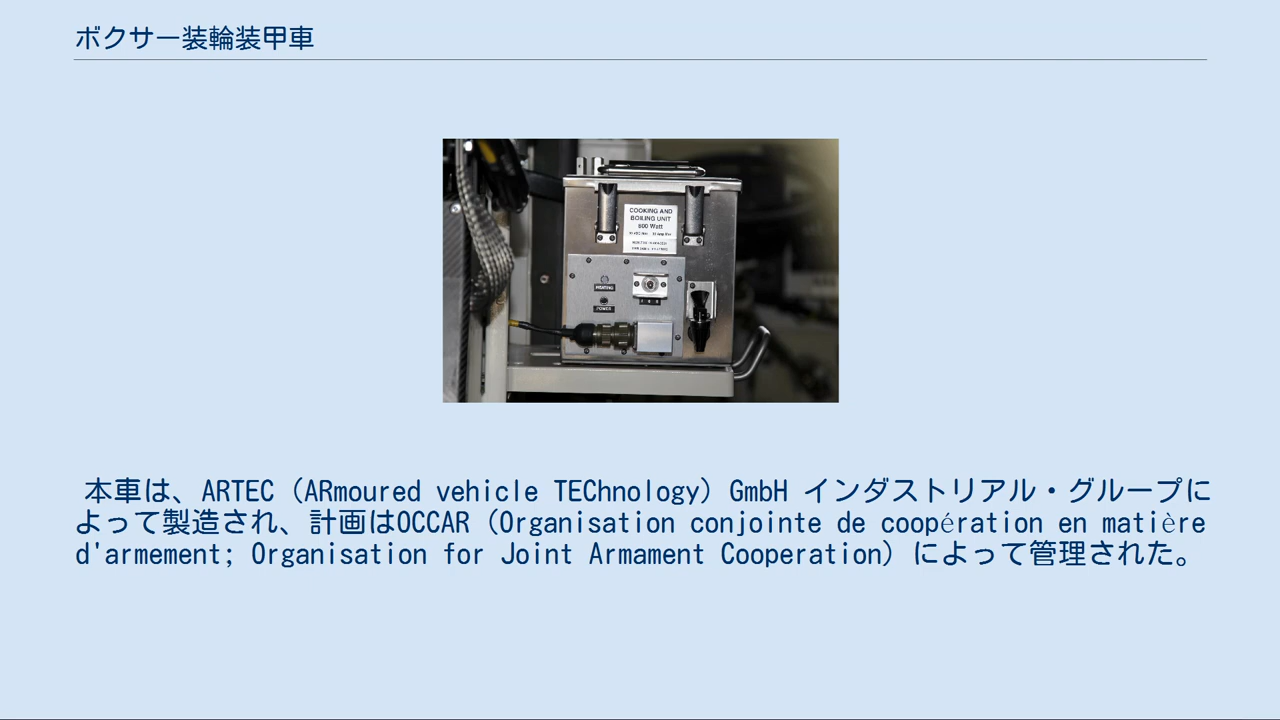 ボクサー装輪装甲車
COOKING AND
BOILING UNIT
800 Watt
HEATING
POWER
本車は、ARTEC（ARmoured vehicle TEChnology）GmbH インダストリアル・グループに
よって製造され、計画はOCCAR（Organisation conjointe de coopération en matière
d'armement; Organisation for Joint Armament Cooperation）によって管理された。